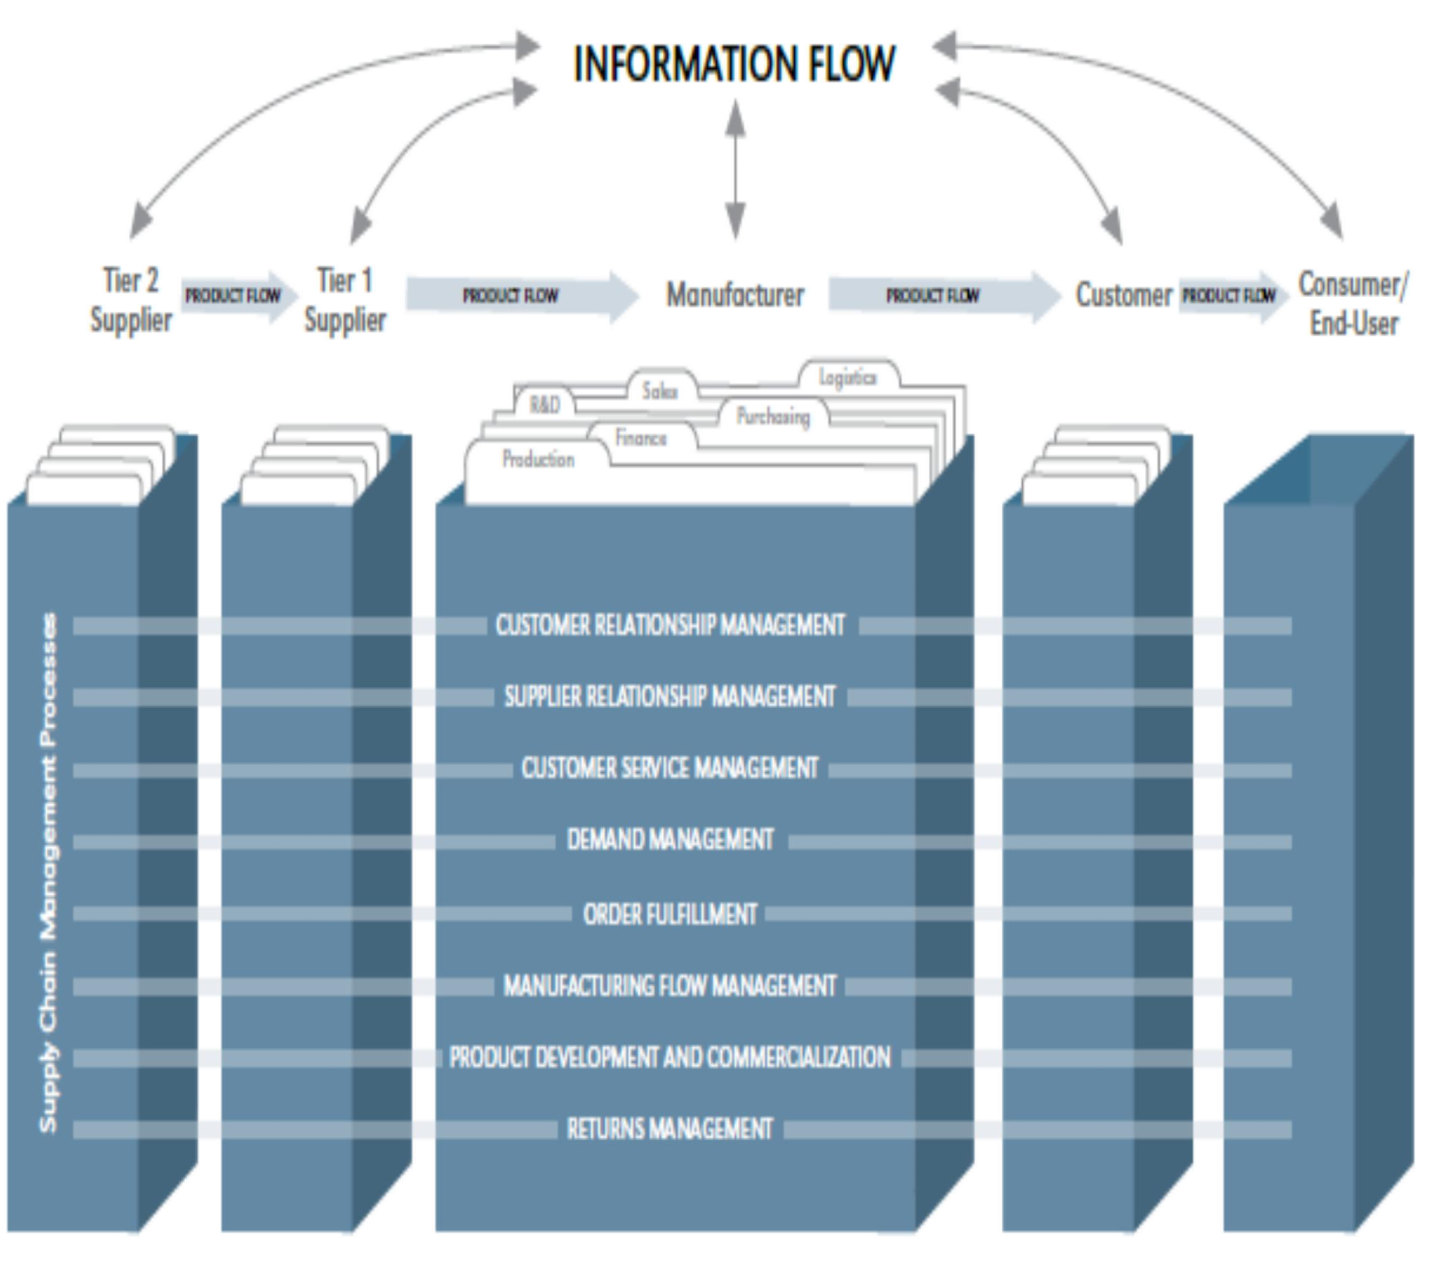 INFORMATION FLOW
Tier 2
Supplier
PRODUCT FLOW
Tier 1
Supplier
PRODUCT FLOW
Manufacturer
PRODUCT FLOW
Customer
PRODUCT FLOW
Consumer/
End-User
Logistics
Sales
R&D
Purchasing
Finance
Production
Supply Chain Management Processes
CUSTOMER RELATIONSHIP MANAGEMENT
SUPPLIER RELATIONSHIP MANAGEMENT
CUSTOMER SERVICE MANAGEMENT
DEMAND MANAGEMENT
ORDER FULFILLMENT
MANUFACTURING FLOW MANAGEMENT
PRODUCT DEVELOPMENT AND COMMERCIALIZATION
RETURNS MANAGEMENT